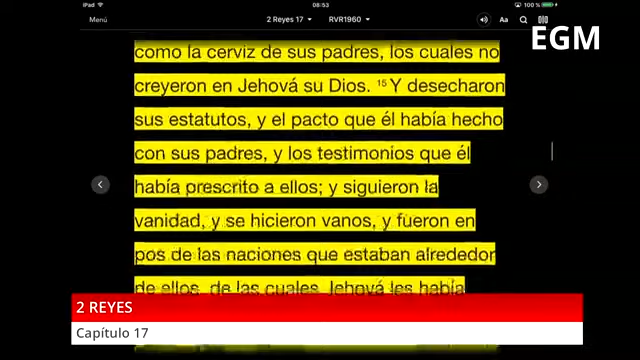 iPad 08:53 100 %
Menú 2 Reyes 17 RVR1960 Aa
EGM
como la cerviz de sus padres, los cuales no
creyeron en Jehová su Dios. ¹⁵ Y desecharon
sus estatutos, y el pacto que él había hecho
con sus padres, y los testimonios que él
había prescrito a ellos; y siguieron la
vanidad, y se hicieron vanos, y fueron en
pos de las naciones que estaban alrededor
de ellos, de las cuales Jehová les había
2 REYES
Capítulo 17